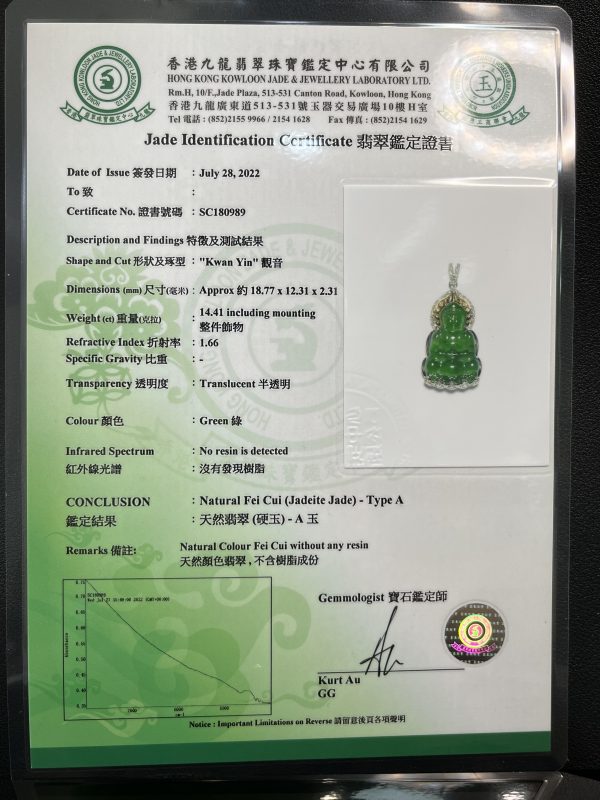 HONG KONG KOWLOON JADE & JEWELLERY LABORATORY LTD.
香港九龍翡翠珠寶鑑定中心有限公司
HONG KONG KOWLOON JADE & JEWELLERY LABORATORY LTD.
Rm.H, 10/F.,Jade Plaza, 513-531 Canton Road, Kowloon, Hong Kong
香港九龍廣東道513-531號玉器交易廣場10樓H室
Tel 電話 : (852)2155 9966 / 2154 1628 Fax 傳真 : (852)2154 1629
玉
Jade Identification Certificate 翡翠鑑定證書
Date of Issue 簽發日期 : July 28, 2022
To 致 :
Certificate No. 證書號碼 : SC180989
Description and Findings 特徵及測試結果
Shape and Cut 形狀及琢型 : "Kwan Yin" 觀音
Dimensions (mm) 尺寸(毫米) : Approx 約 18.77 x 12.31 x 2.31
Weight (ct) 重量(克拉) : 14.41 including mounting
整件飾物
Refractive Index 折射率 : 1.66
Specific Gravity 比重 : -
Transparency 透明度 : Translucent 半透明
Colour 顏色 : Green 綠
Infrared Spectrum : No resin is detected
紅外線光譜 : 沒有發現樹脂
CONCLUSION : Natural Fei Cui (Jadeite Jade) - Type A
鑑定結果 : 天然翡翠 (硬玉) - A 玉
Remarks 備註: Natural Colour Fei Cui without any resin
天然顏色翡翠 , 不含樹脂成份
SC180989
Gemmologist 寶石鑑定師
Kurt Au
GG
Notice : Important Limitations on Reverse 請留意後頁各項聲明